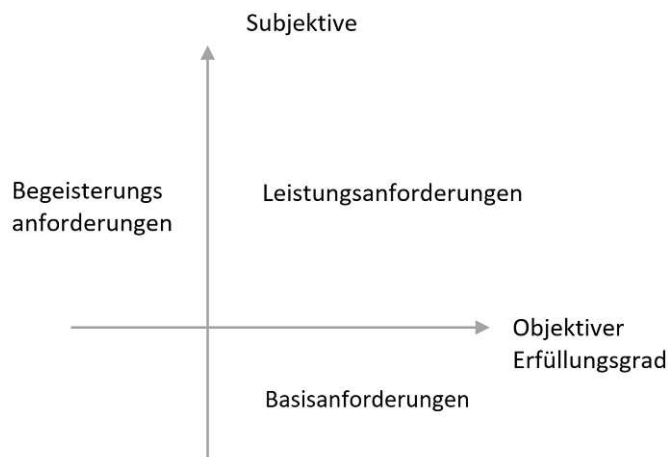 Subjektive
Begeisterungs
anforderungen
Leistungsanforderungen
Objektiver
Erfüllungsgrad
Basisanforderungen